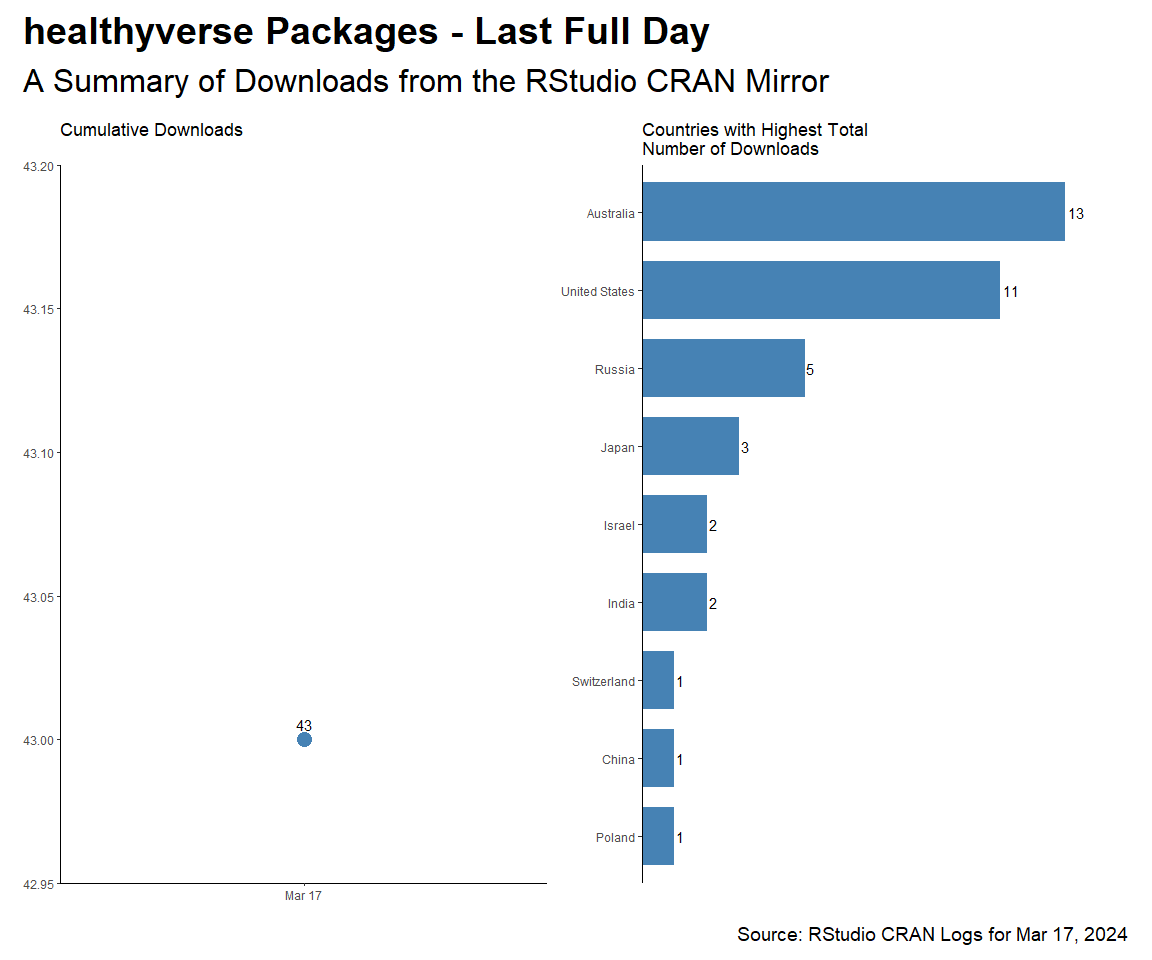 healthyverse Packages - Last Full Day
A Summary of Downloads from the RStudio CRAN Mirror
Cumulative Downloads
43.20
43.15
43.10
43.05
43.00
42.95
43
Mar 17
Countries with Highest Total
Number of Downloads
Australia 13
United States 11
Russia 5
Japan 3
Israel 2
India 2
Switzerland 1
China 1
Poland 1
Source: RStudio CRAN Logs for Mar 17, 2024